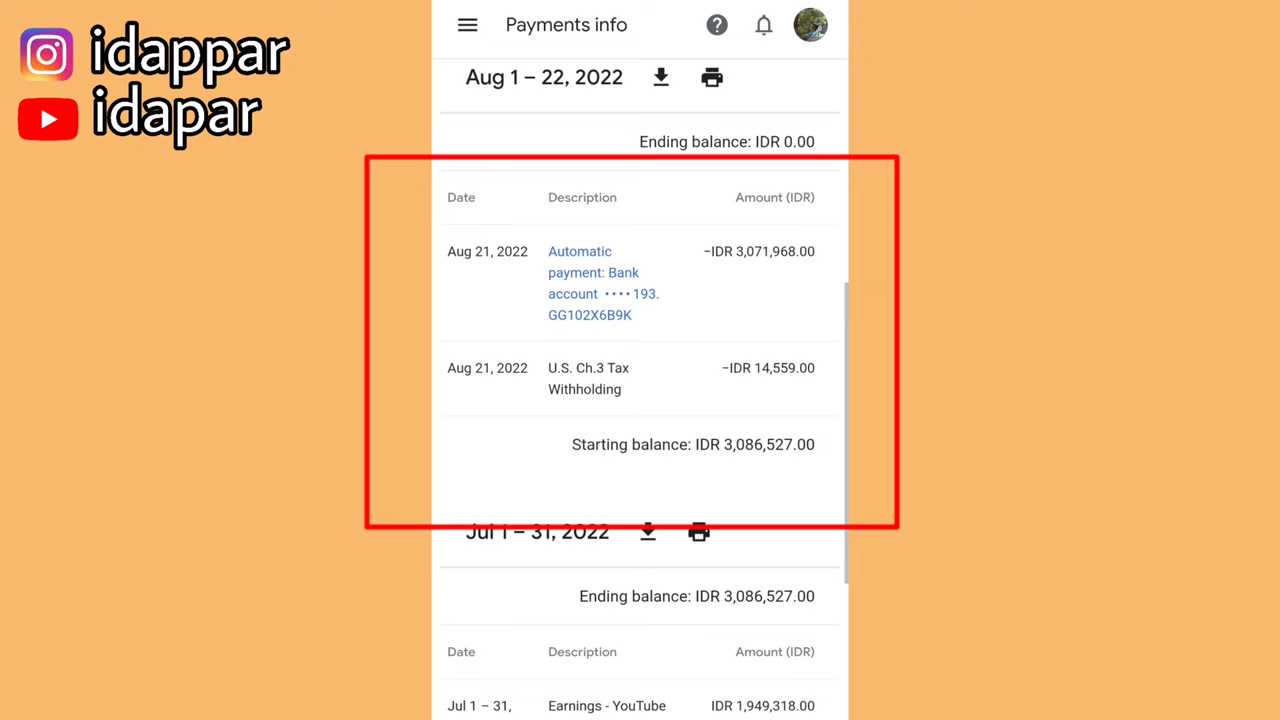 idappar
idapar
Payments info
Aug 1 – 22, 2022
Ending balance: IDR 0.00
Date Description Amount (IDR)
Aug 21, 2022 Automatic −IDR 3,071,968.00
payment: Bank
account ····193.
GG102X6B9K
Aug 21, 2022 U.S. Ch.3 Tax −IDR 14,559.00
Withholding
Starting balance: IDR 3,086,527.00
Jul 1 – 31, 2022
Ending balance: IDR 3,086,527.00
Date Description Amount (IDR)
Jul 1 – 31, Earnings - YouTube IDR 1,949,318.00